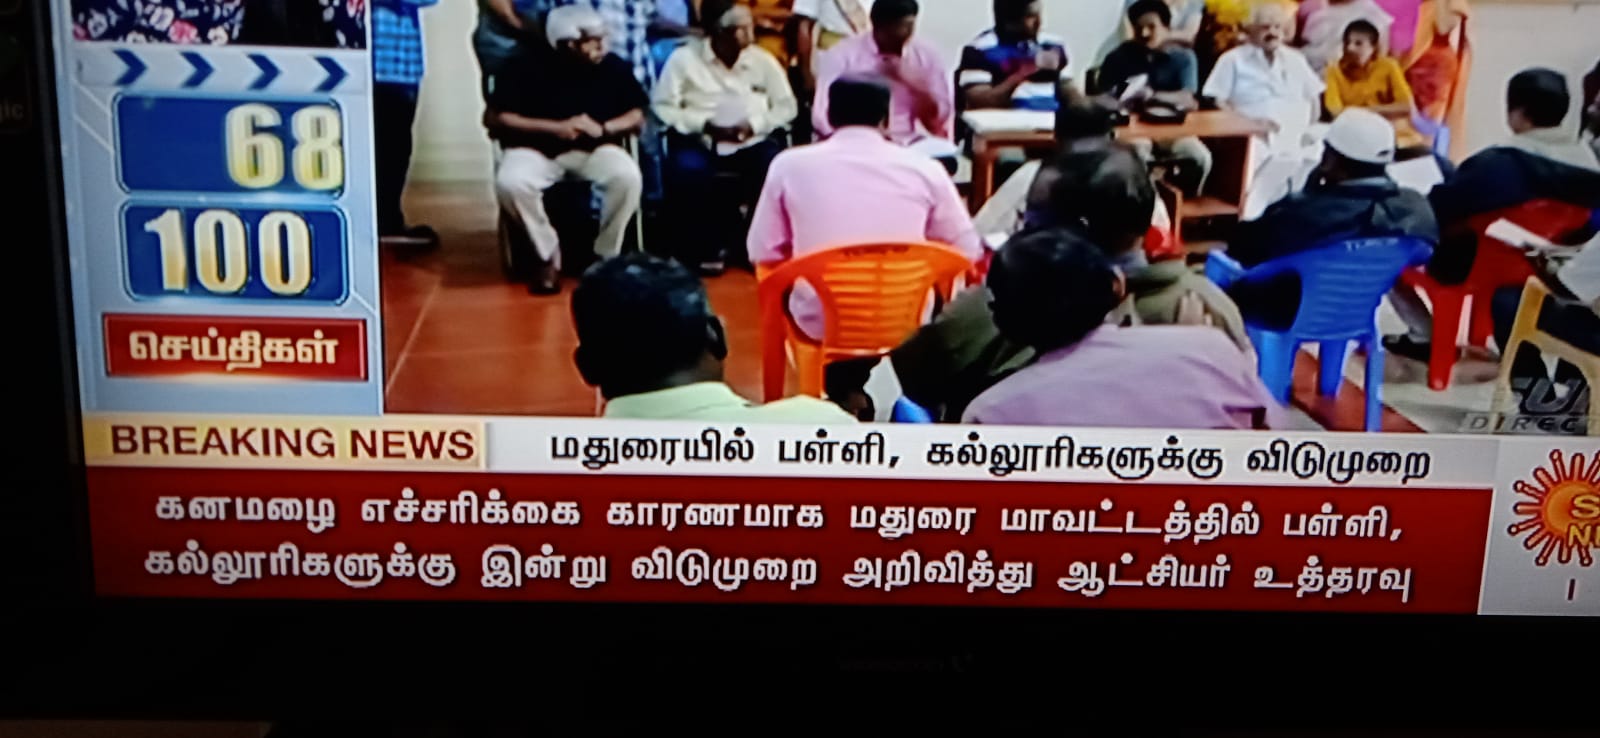 68
100
செய்திகள்
BREAKING NEWS
மதுரையில் பள்ளி, கல்லூரிகளுக்கு விடுமுறை
கனமழை எச்சரிக்கை காரணமாக மதுரை மாவட்டத்தில் பள்ளி,
கல்லூரிகளுக்கு இன்று விடுமுறை அறிவித்து ஆட்சியர் உத்தரவு
DIRECT